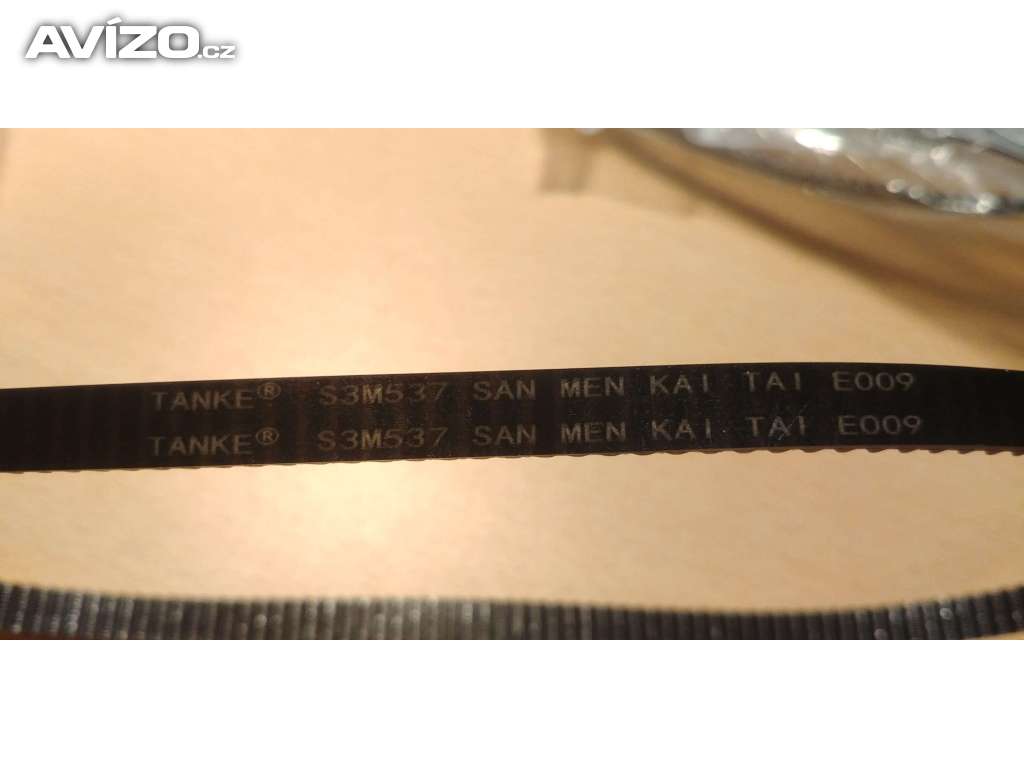 AVÍZO.cz
TANKE® S3M537 SAN MEN KAI TAI E009
TANKE® S3M537 SAN MEN KAI TAI E009